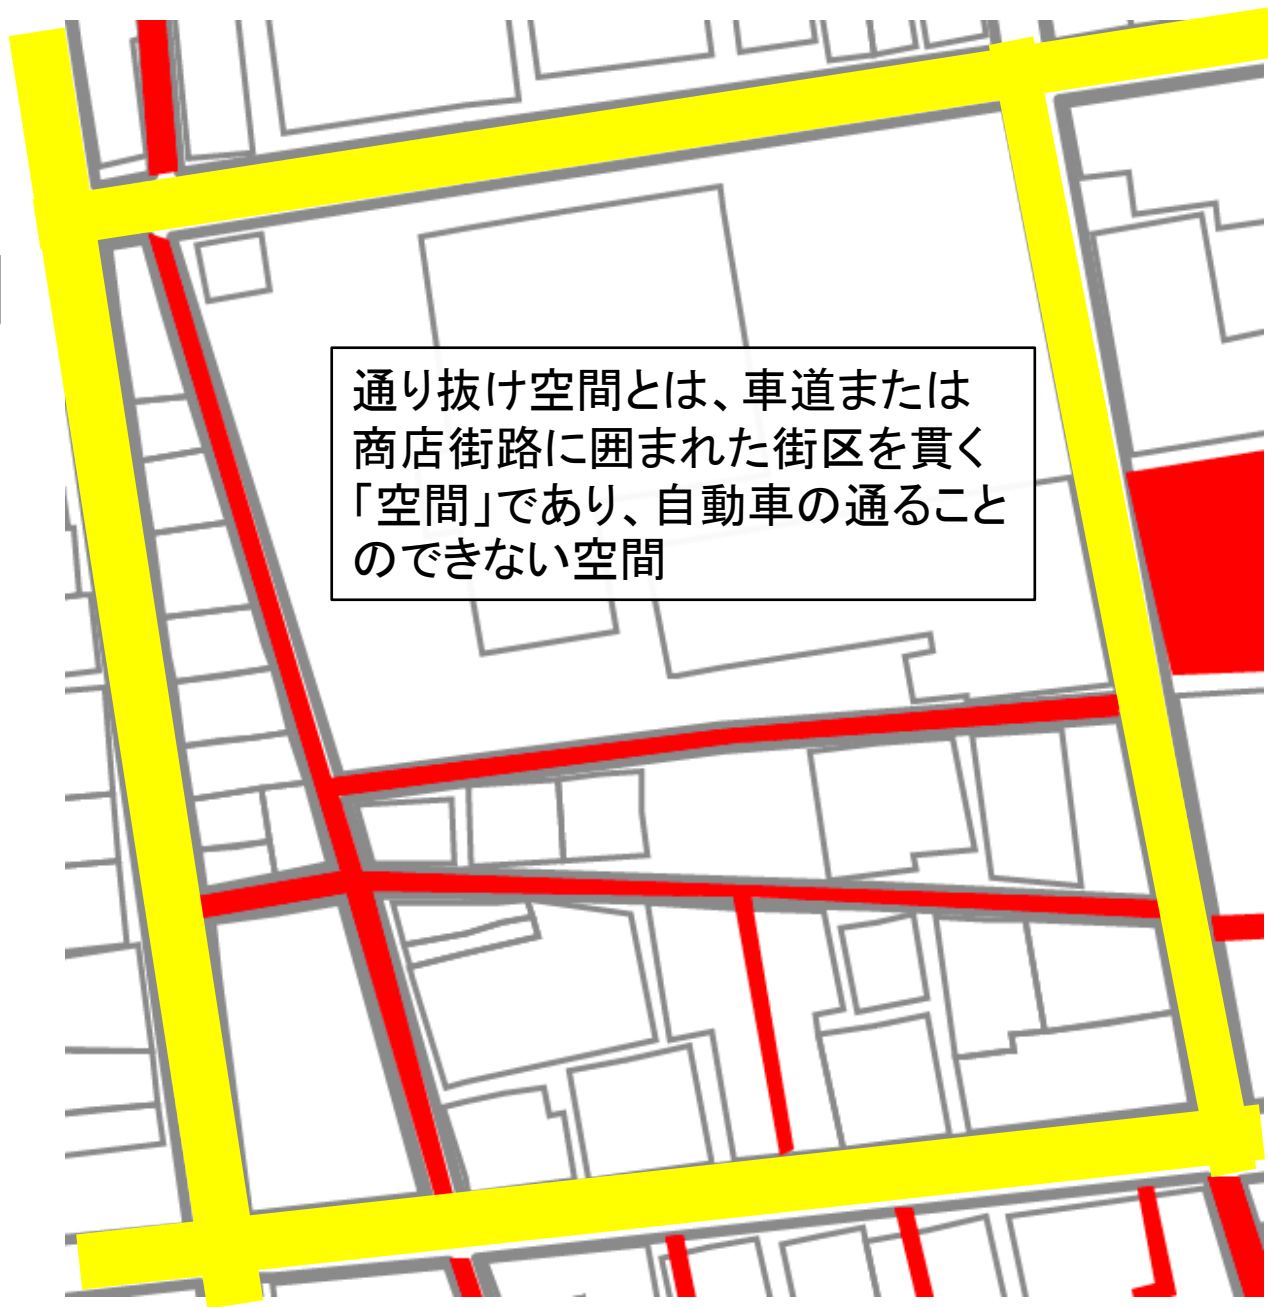 通り抜け空間とは、車道または
商店街路に囲まれた街区を貫く
「空間」であり、自動車の通ること
のできない空間